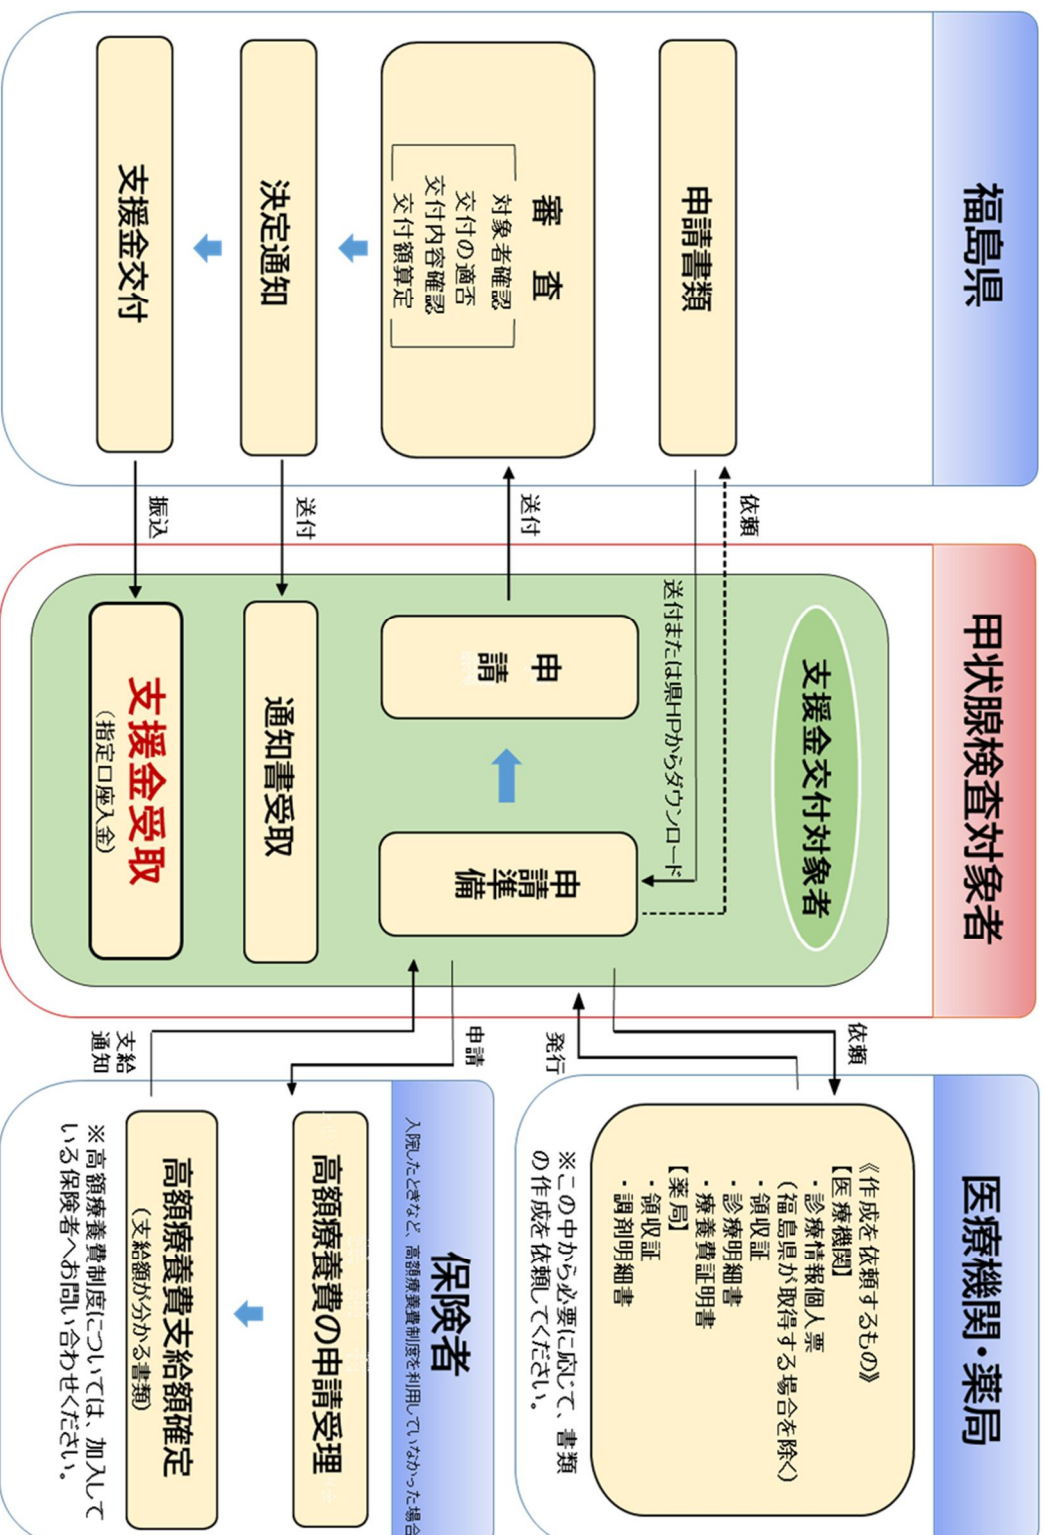 福島県
申請書類
審　査
対象者確認
交付の適否
交付内容確認
交付額算定
決定通知
支援金交付
依頼
送付または県HPからダウンロード
送付
送付
振込
甲状腺検査対象者
支援金交付対象者
申請
申請準備
通知書受取
支援金受取
（指定口座入金）
依頼
発行
申請
支給
通知
医療機関・薬局
《作成を依頼するもの》
【医療機関】
・診療情報個人票
（福島県が取得する場合を除く）
・領収証
・診療明細書
・療養費証明書
【薬局】
・領収証
・調剤明細書
※この中から必要に応じて、書類
の作成を依頼してください。
保険者
入院したときなど、高額療養費制度を利用していなかった場合
高額療養費の申請受理
高額療養費支給額確定
（支給額が分かる書類）
※高額療養費制度については、加入して
いる保険者へお問い合わせください。